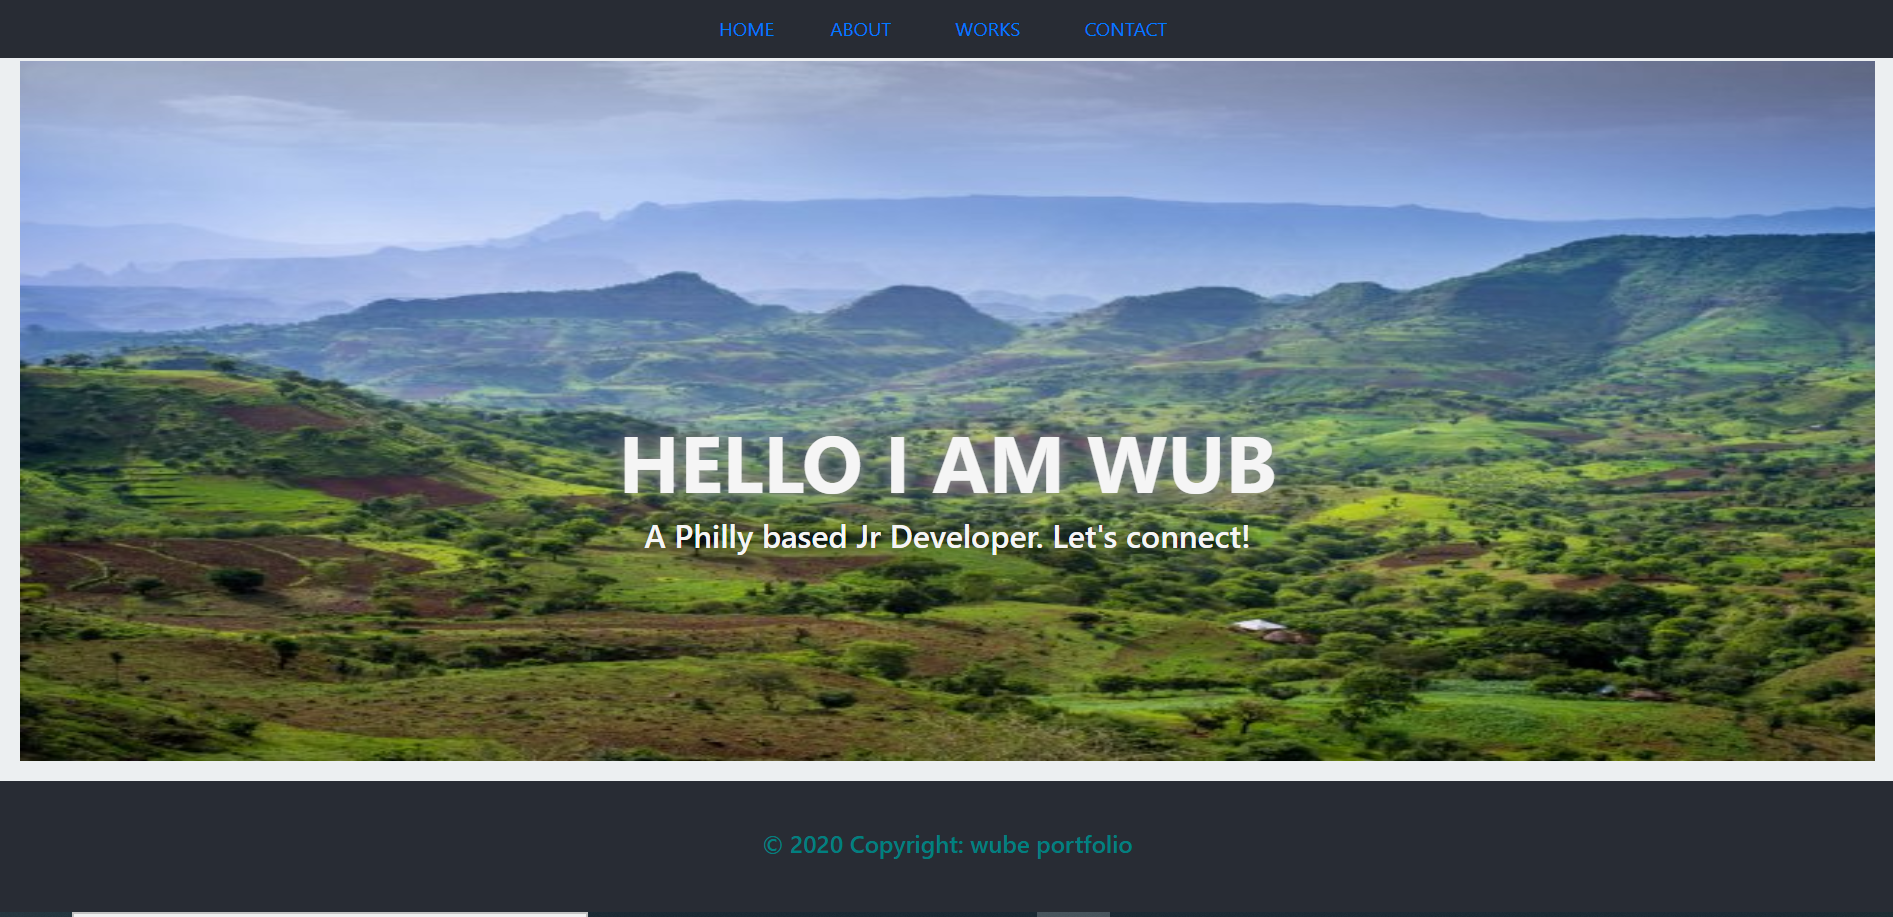 HOME ABOUT WORKS CONTACT
HELLO I AM WUB
A Philly based Jr Developer. Let's connect!
© 2020 Copyright: wube portfolio